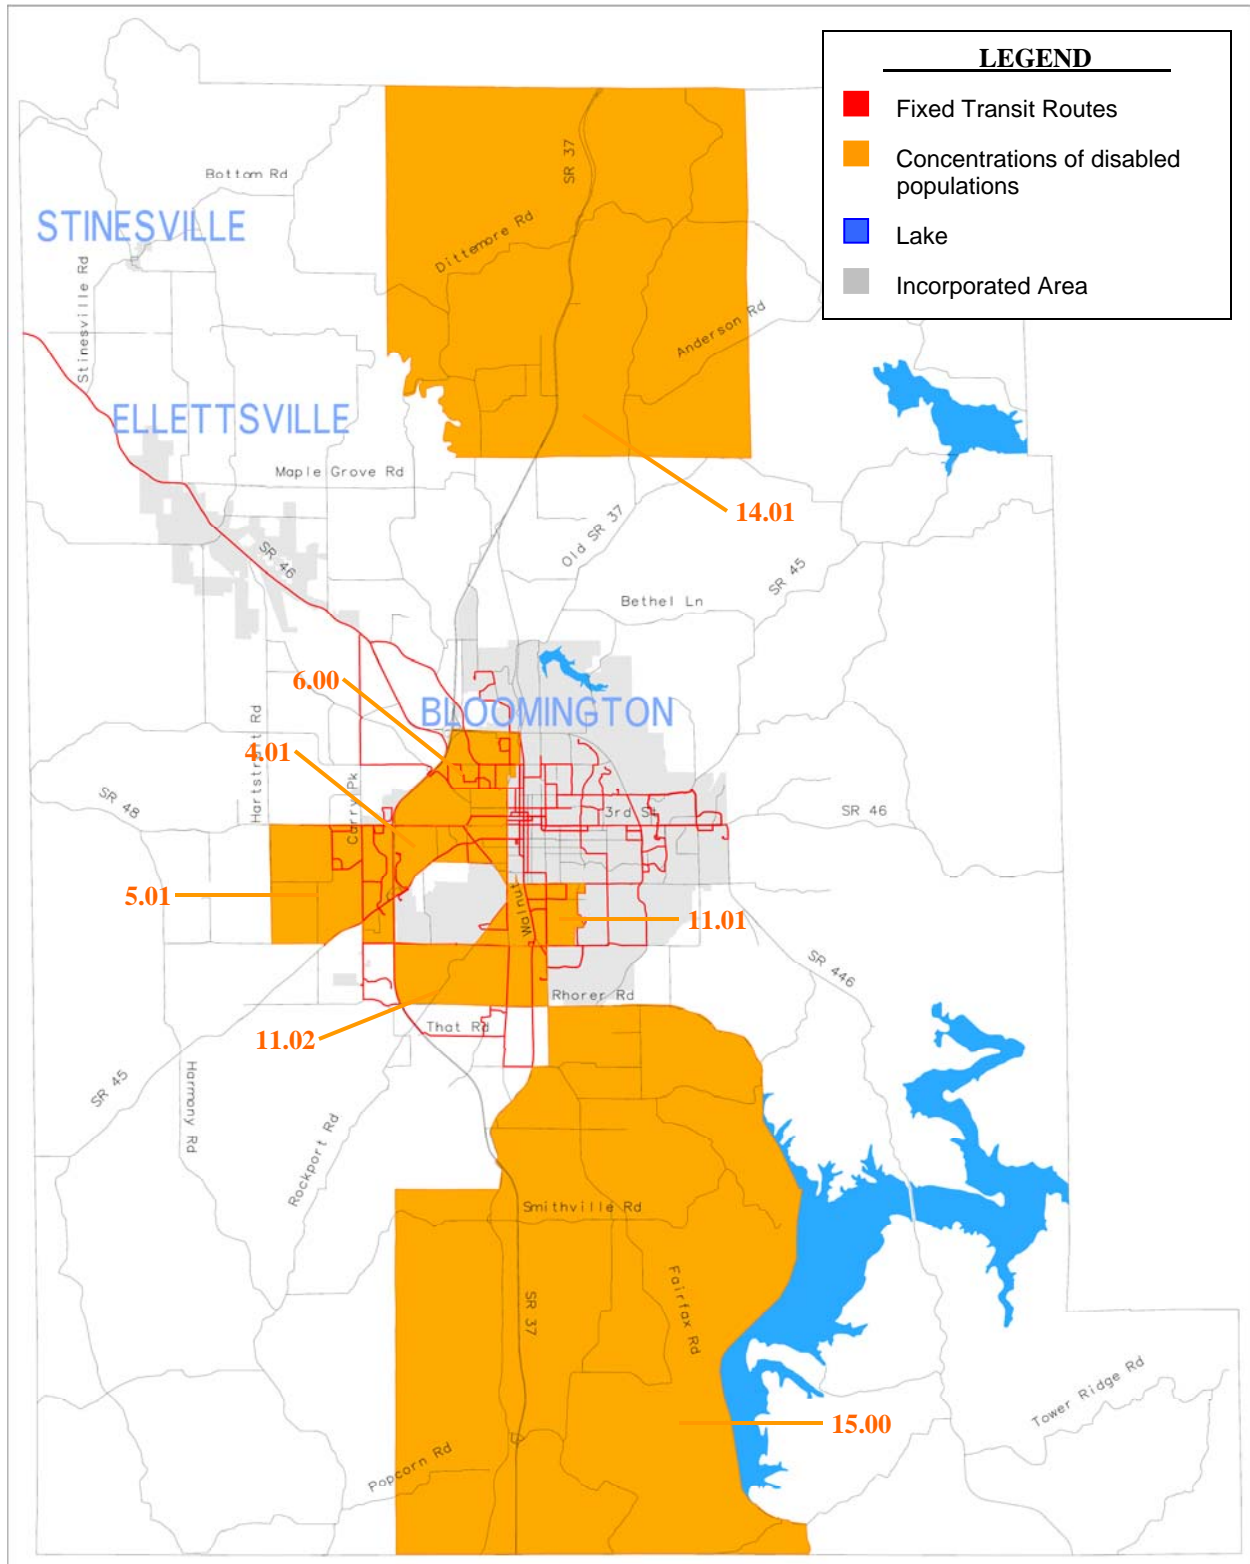 LEGEND
Fixed Transit Routes
Concentrations of disabled
populations
Lake
Incorporated Area
SR 37
Bottom Rd
STINESVILLE
Dittemore Rd
Stinesville Rd
Anderson Rd
ELLETTSVILLE
Maple Grove Rd
14.01
Old SR 37
SR 46
SR 45
Bethel Ln
6.00
BLOOMINGTON
Hartstrait Rd
4.01
Curry Pk
SR 48
3rd St
SR 46
5.01
Walnut
11.01
SR 446
Rhorer Rd
That Rd
11.02
SR 45
Harmony Rd
Rockport Rd
Smithville Rd
Fairfax Rd
SR 37
Tower Ridge Rd
15.00
Popcorn Rd